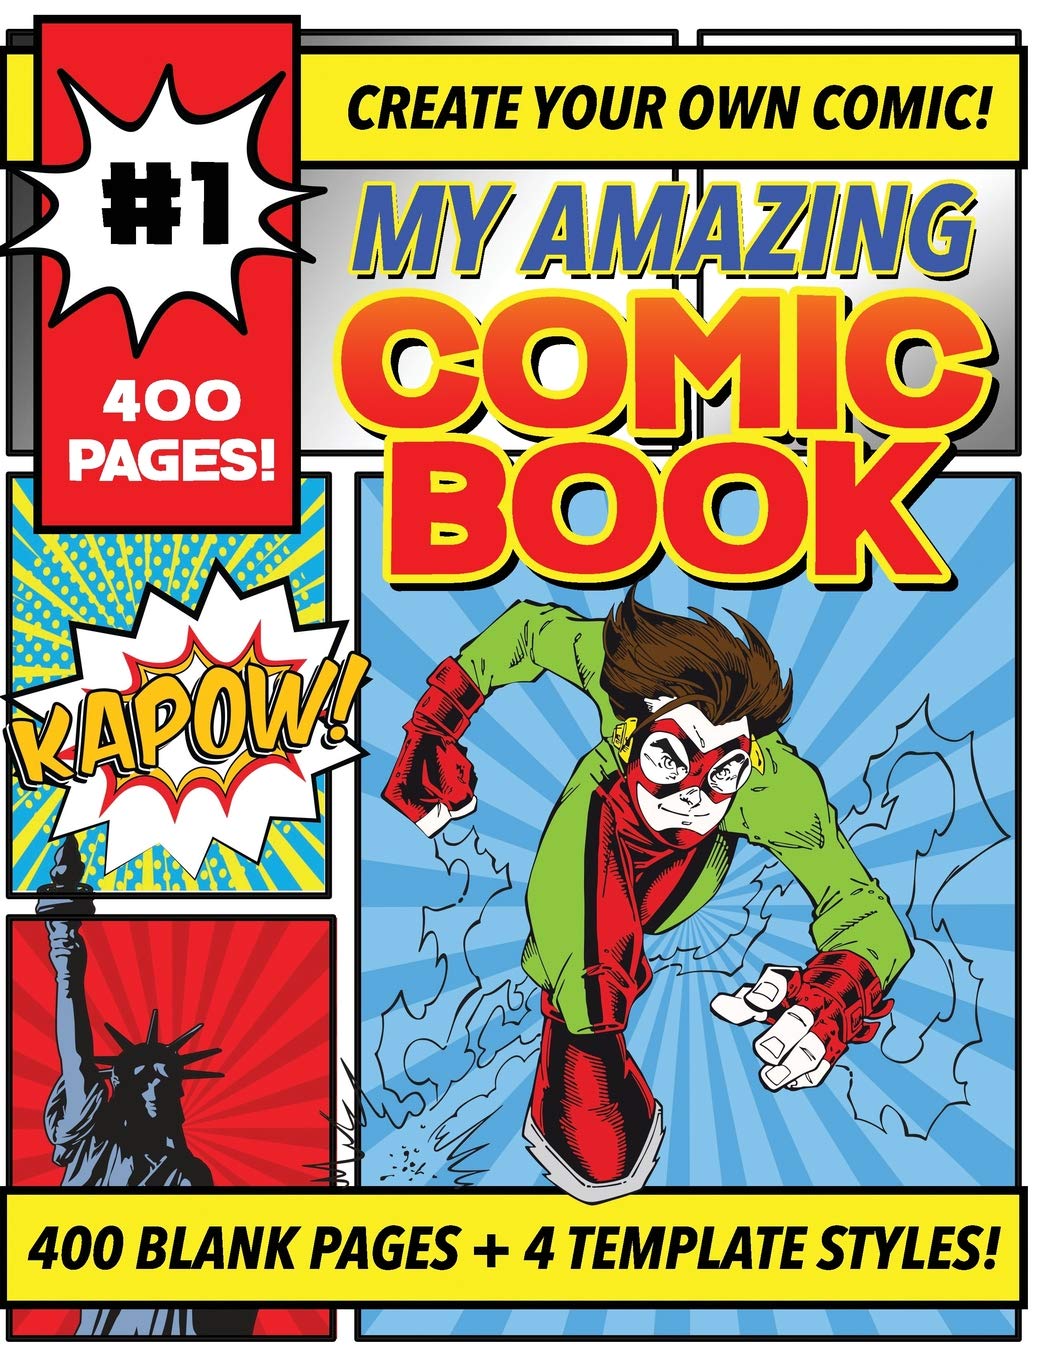 CREATE YOUR OWN COMIC!
#1
MY AMAZING
COMIC
BOOK
400
PAGES!
KAPOW!
400 BLANK PAGES + 4 TEMPLATE STYLES!